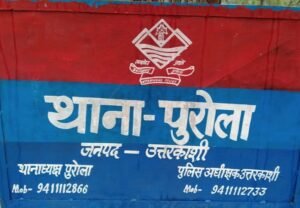 थाना-पुरोला
जनपद - उत्तरकाशी
थानाध्यक्ष पुरोला
Mob- 9411112866
पुलिस अधीक्षक उत्तरकाशी
Mob- 9411112733